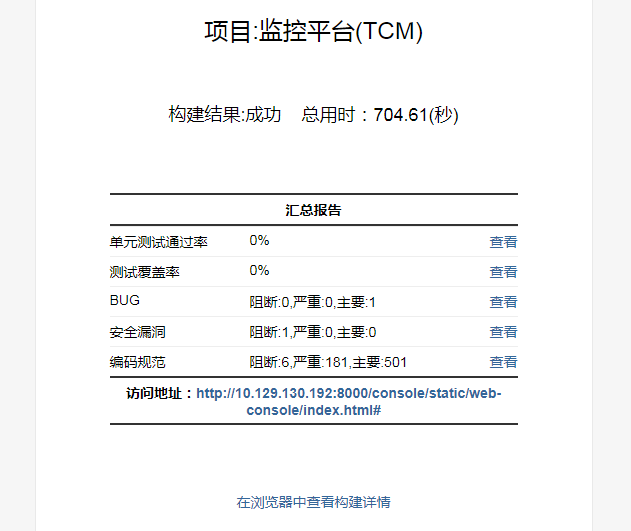 项目:监控平台(TCM)
构建结果:成功 总用时：704.61(秒)
汇总报告
单元测试通过率 0% 查看
测试覆盖率 0% 查看
BUG 阻断:0,严重:0,主要:1 查看
安全漏洞 阻断:1,严重:0,主要:0 查看
编码规范 阻断:6,严重:181,主要:501 查看
访问地址：http://10.129.130.192:8000/console/static/web-
console/index.html#
在浏览器中查看构建详情